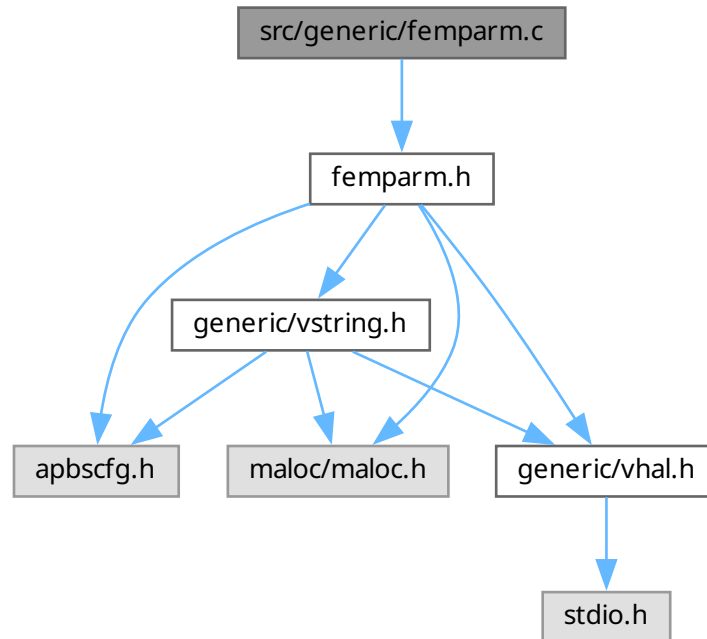 src/generic/femparm.c
femparm.h
generic/vstring.h
apbscfg.h
maloc/maloc.h
generic/vhal.h
stdio.h